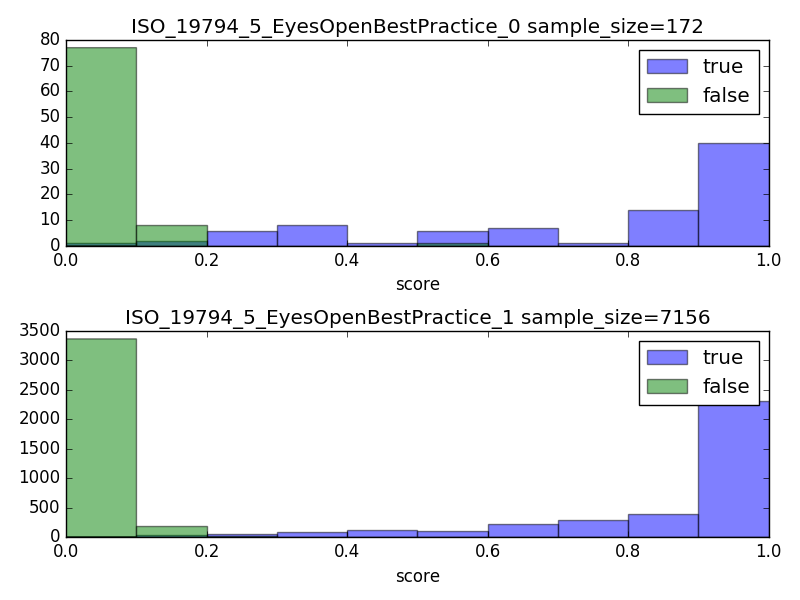 ISO_19794_5_EyesOpenBestPractice_0 sample_size=172
80
70
60
50
40
30
20
10
0
true
false
0.0 0.2 0.4 0.6 0.8 1.0
score
ISO_19794_5_EyesOpenBestPractice_1 sample_size=7156
3500
3000
2500
2000
1500
1000
500
0
true
false
0.0 0.2 0.4 0.6 0.8 1.0
score